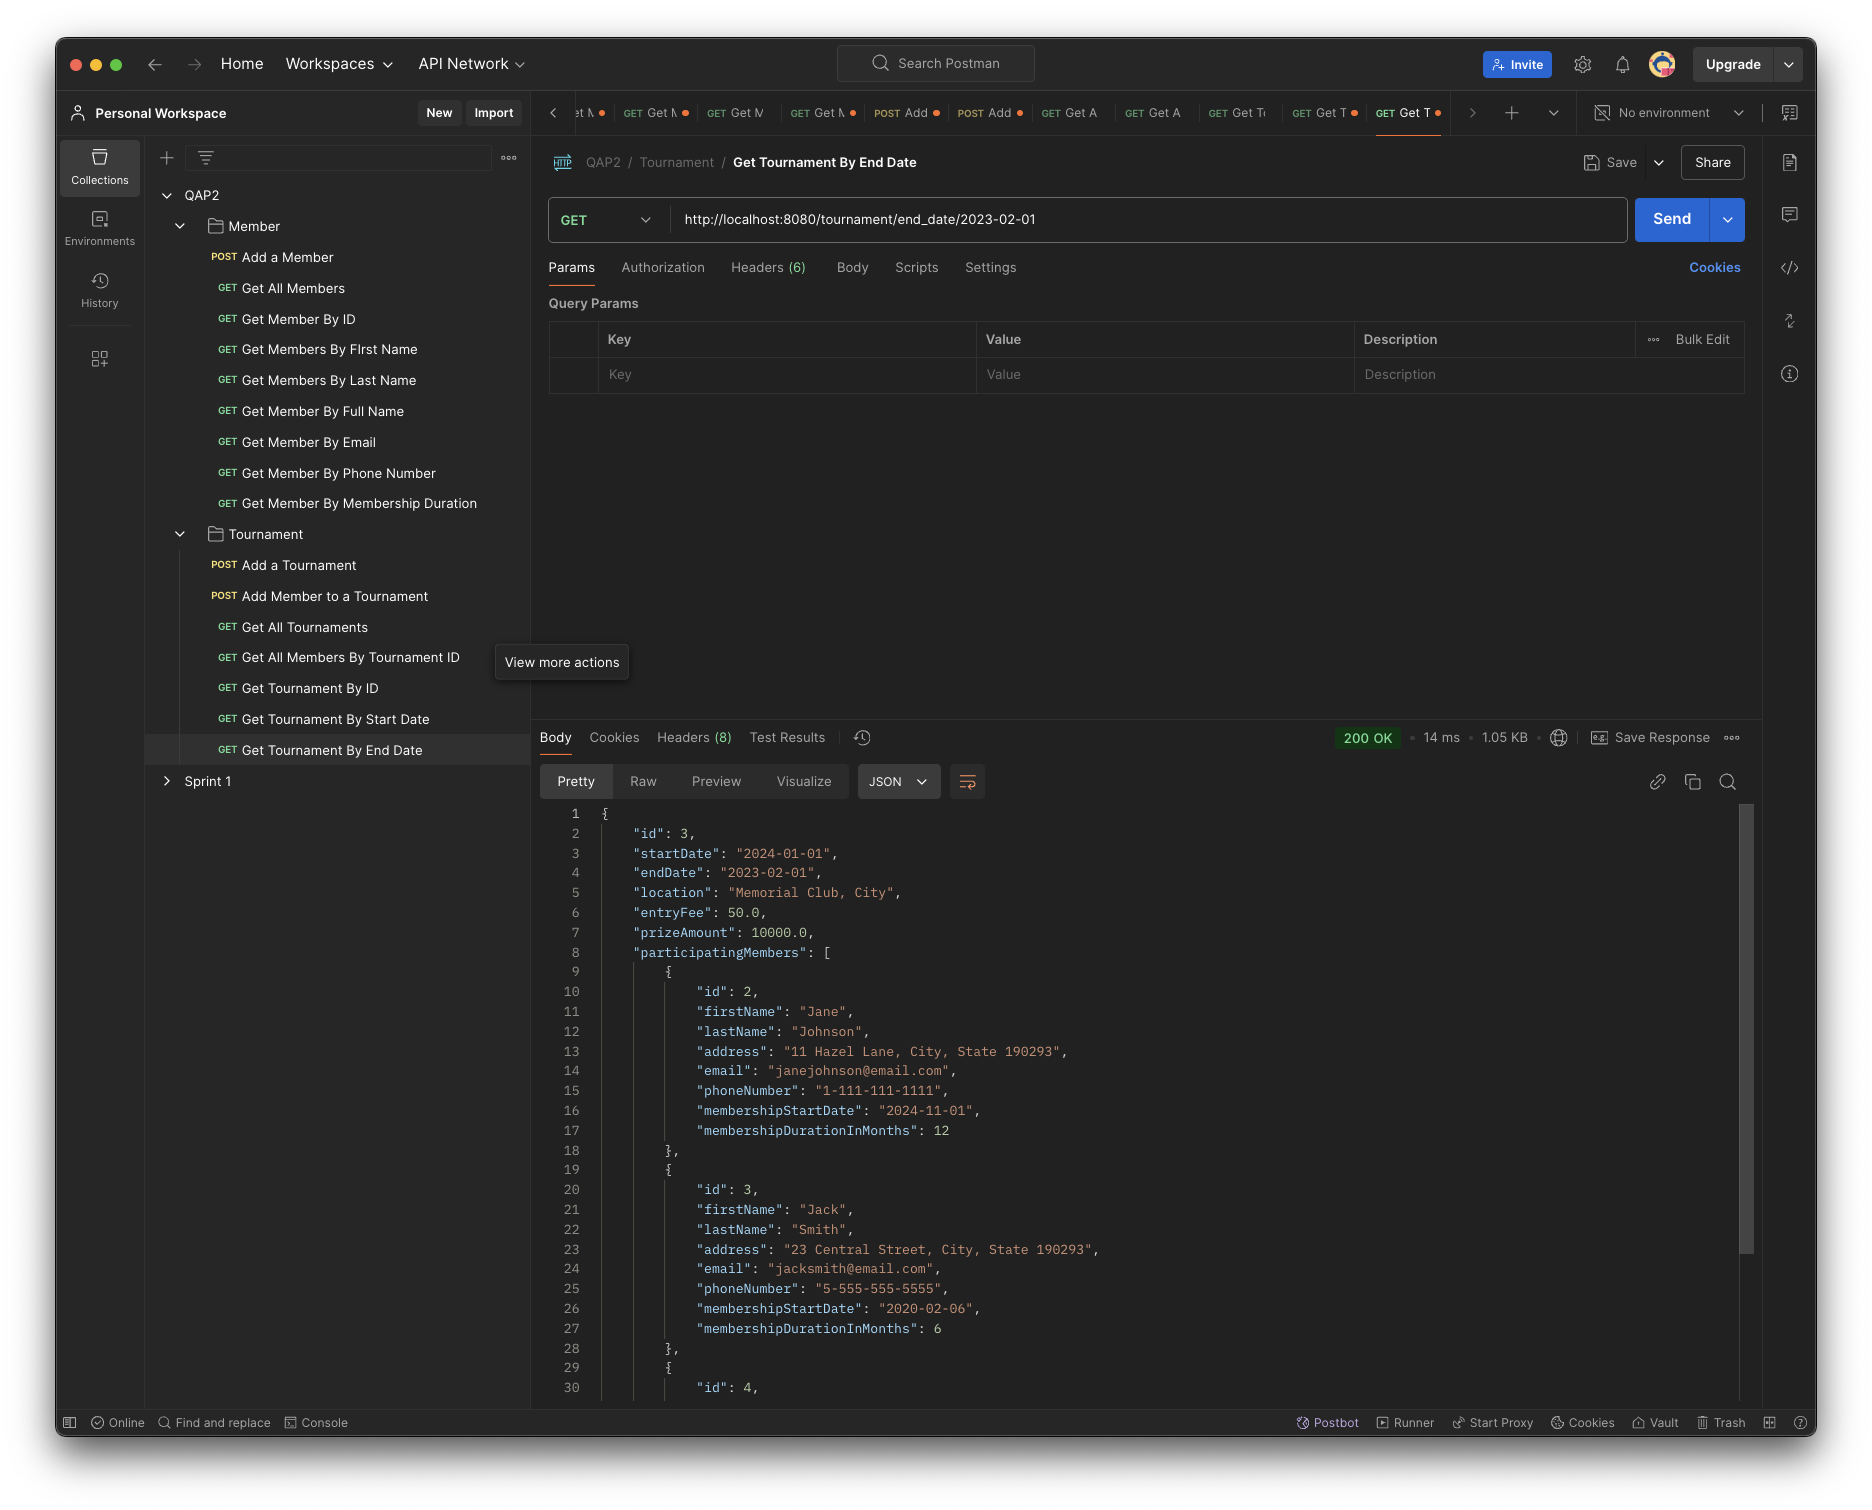 Home Workspaces API Network Search Postman Invite Upgrade
Personal Workspace New Import
GET Get M GET Get M GET Get M POST Add POST Add GET Get A GET Get A GET Get To GET Get T GET Get T No environment
Collections
Environments
History
QAP2
Member
POST Add a Member
GET Get All Members
GET Get Member By ID
GET Get Members By FIrst Name
GET Get Members By Last Name
GET Get Member By Full Name
GET Get Member By Email
GET Get Member By Phone Number
GET Get Member By Membership Duration
Tournament
POST Add a Tournament
POST Add Member to a Tournament
GET Get All Tournaments
GET Get All Members By Tournament ID
View more actions
GET Get Tournament By ID
GET Get Tournament By Start Date
GET Get Tournament By End Date
Sprint 1
HTTP QAP2 / Tournament / Get Tournament By End Date Save Share
GET http://localhost:8080/tournament/end_date/2023-02-01 Send
Params Authorization Headers (6) Body Scripts Settings Cookies
Query Params
Key Value Description Bulk Edit
Key Value Description
Body Cookies Headers (8) Test Results 200 OK 14 ms 1.05 KB e.g. Save Response
Pretty Raw Preview Visualize JSON
1 {
2 "id": 3,
3 "startDate": "2024-01-01",
4 "endDate": "2023-02-01",
5 "location": "Memorial Club, City",
6 "entryFee": 50.0,
7 "prizeAmount": 10000.0,
8 "participatingMembers": [
9 {
10 "id": 2,
11 "firstName": "Jane",
12 "lastName": "Johnson",
13 "address": "11 Hazel Lane, City, State 190293",
14 "email": "janejohnson@email.com",
15 "phoneNumber": "1-111-111-1111",
16 "membershipStartDate": "2024-11-01",
17 "membershipDurationInMonths": 12
18 },
19 {
20 "id": 3,
21 "firstName": "Jack",
22 "lastName": "Smith",
23 "address": "23 Central Street, City, State 190293",
24 "email": "jacksmith@email.com",
25 "phoneNumber": "5-555-555-5555",
26 "membershipStartDate": "2020-02-06",
27 "membershipDurationInMonths": 6
28 },
29 {
30 "id": 4,
Online Find and replace Console Postbot Runner Start Proxy Cookies Vault Trash